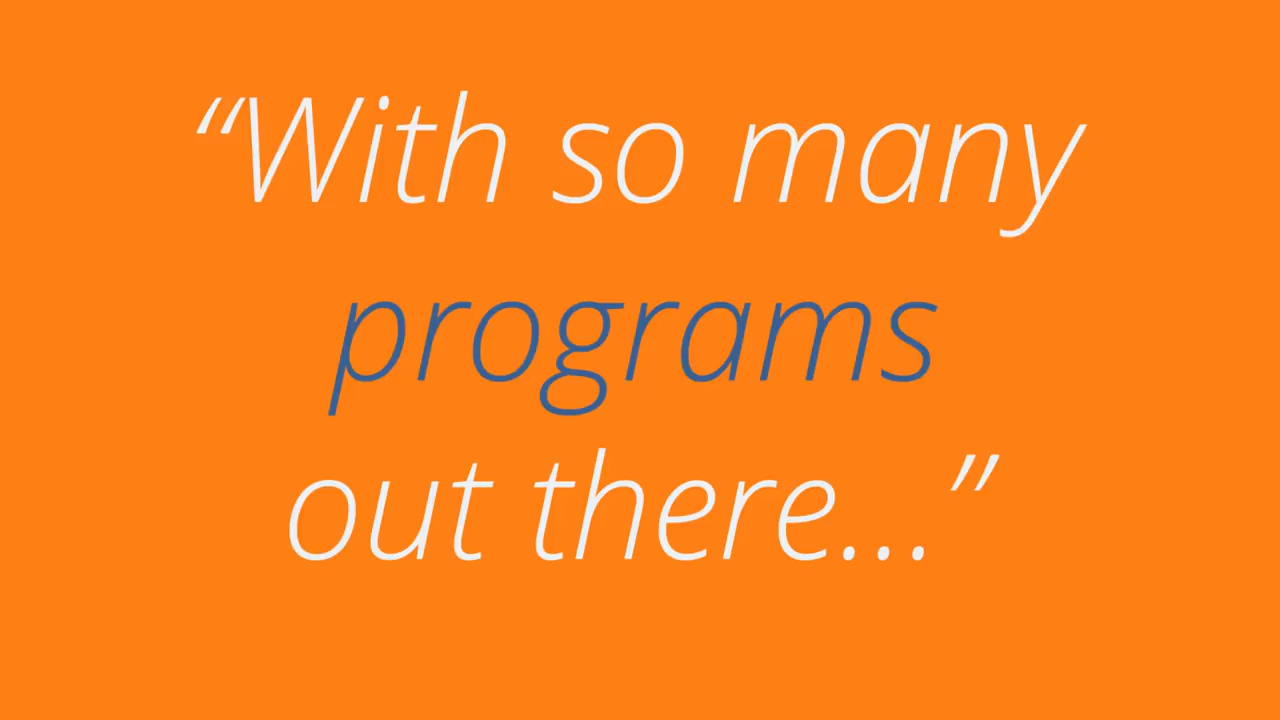 “With so many
programs
out there...”